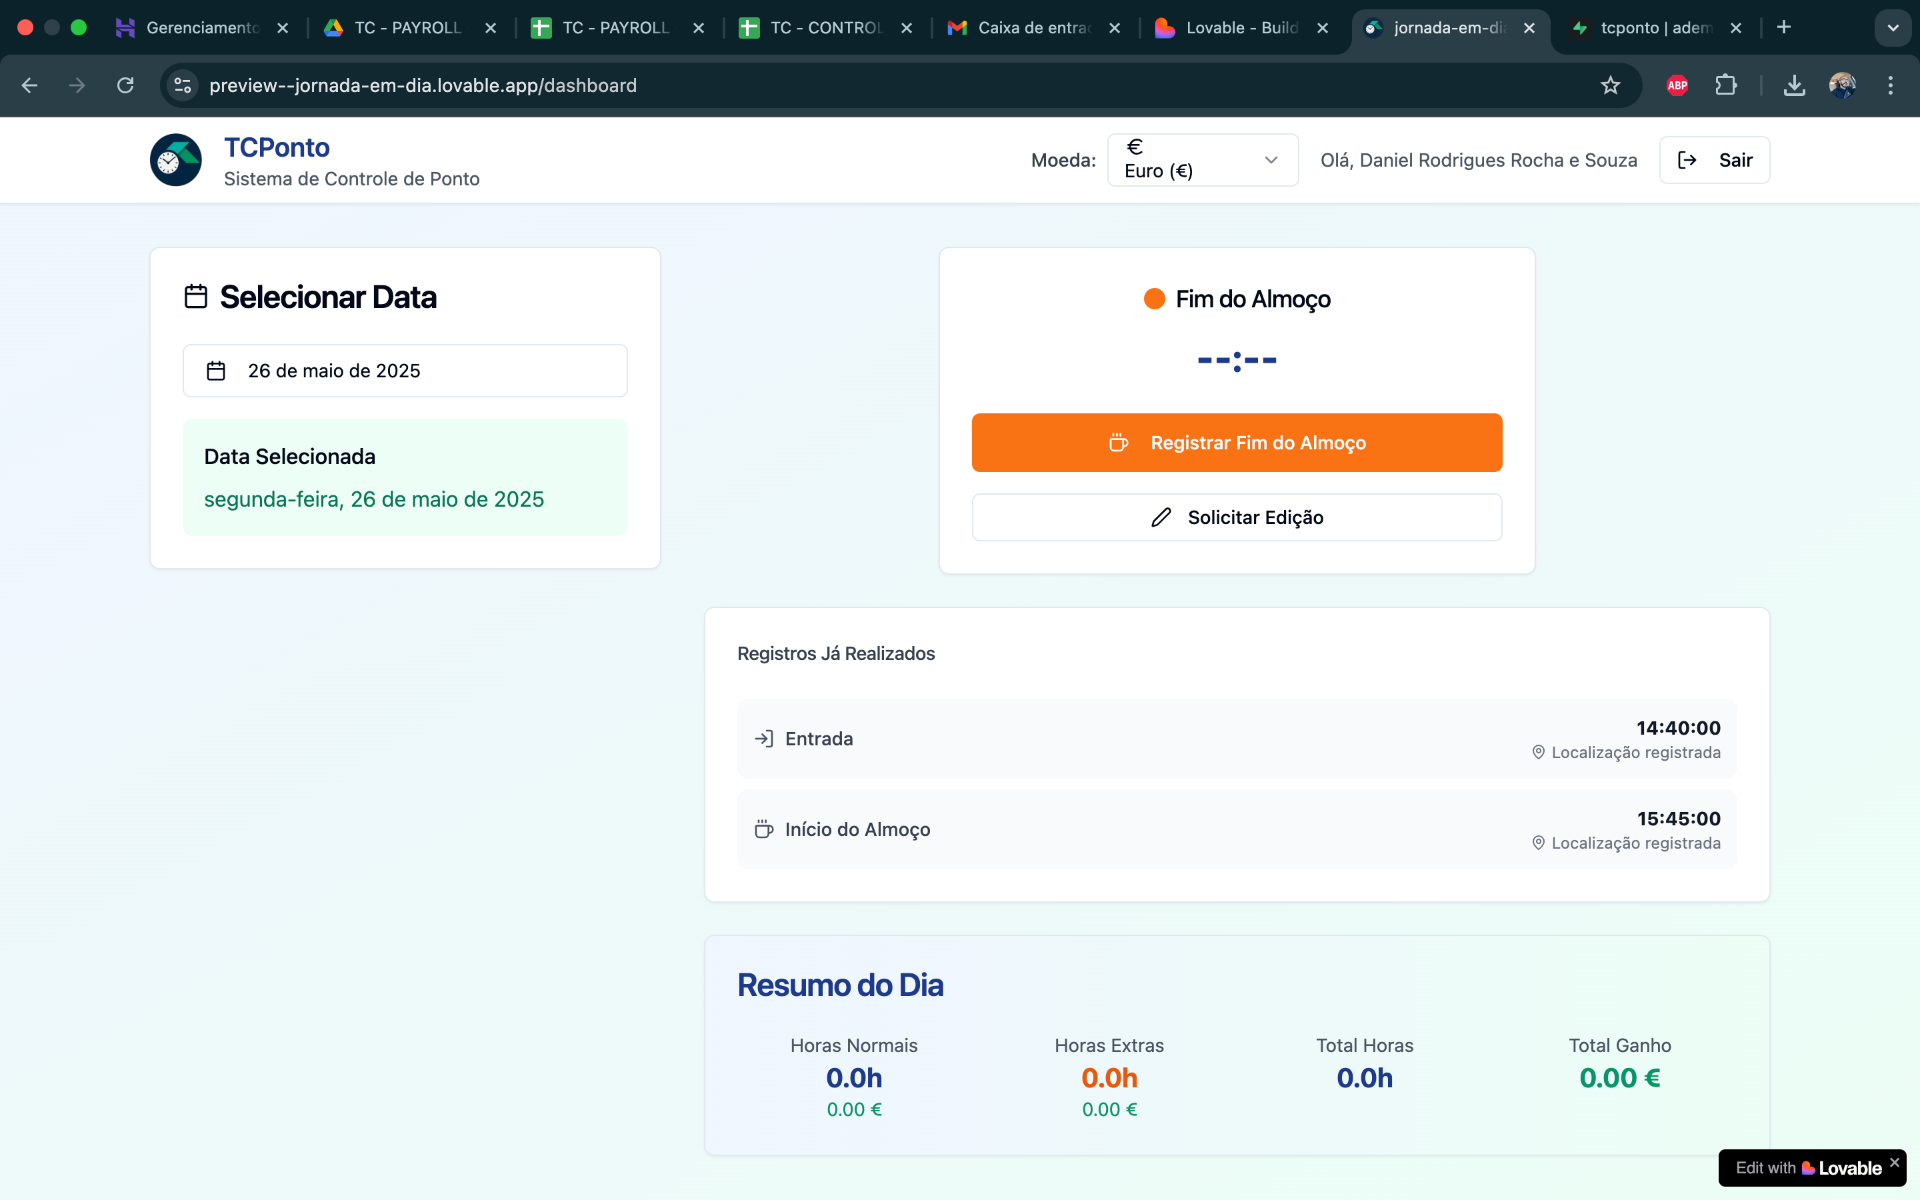 Gerenciamento
TC - PAYROLL
TC - PAYROLL
TC - CONTROL
Caixa de entrad
Lovable - Build
jornada-em-dia
tcponto | adem
preview--jornada-em-dia.lovable.app/dashboard
ABP
TCPonto
Sistema de Controle de Ponto
Moeda:
€
Euro (€)
Olá, Daniel Rodrigues Rocha e Souza
Sair
Selecionar Data
26 de maio de 2025
Data Selecionada
segunda-feira, 26 de maio de 2025
Fim do Almoço
--:--
Registrar Fim do Almoço
Solicitar Edição
Registros Já Realizados
Entrada
14:40:00
Localização registrada
Início do Almoço
15:45:00
Localização registrada
Resumo do Dia
Horas Normais
0.0h
0.00 €
Horas Extras
0.0h
0.00 €
Total Horas
0.0h
Total Ganho
0.00 €
Edit with Lovable